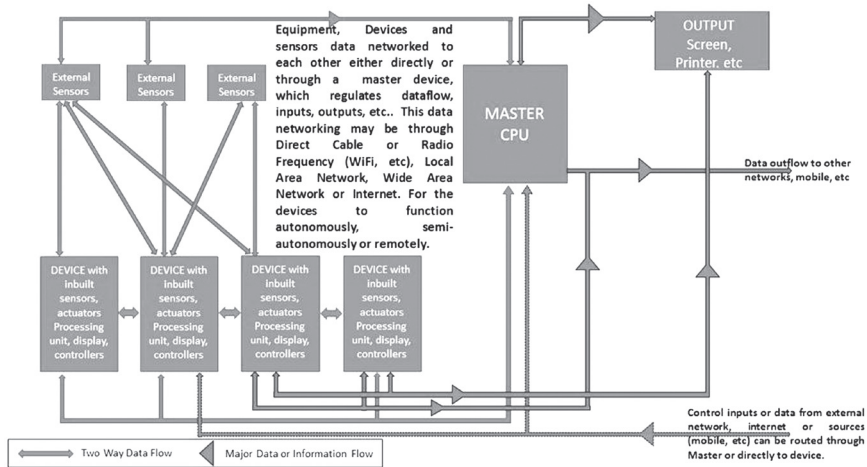 Equipment, Devices and
sensors data networked to
each other either directly or
through a master device,
which regulates dataflow,
inputs, outputs, etc.. This data
networking may be through
Direct Cable or Radio
Frequency (WiFi, etc), Local
Area Network, Wide Area
Network or Internet. For the
devices to function
autonomously, semi-
autonomously or remotely.
OUTPUT
Screen,
Printer. etc
External
Sensors
External
Sensors
External
Sensors
MASTER
CPU
Data outflow to other
networks, mobile, etc
DEVICE with
inbuilt
sensors,
actuators
Processing
unit, display,
controllers
DEVICE with
inbuilt
sensors,
actuators
Processing
unit, display,
controllers
DEVICE with
inbuilt
sensors,
actuators
Processing
unit, display,
controllers
DEVICE with
inbuilt
sensors,
actuators
Processing
unit, display,
controllers
Control inputs or data from external
network, internet or sources
(mobile, etc) can be routed through
Master or directly to device.
Two Way Data Flow
Major Data or Information Flow